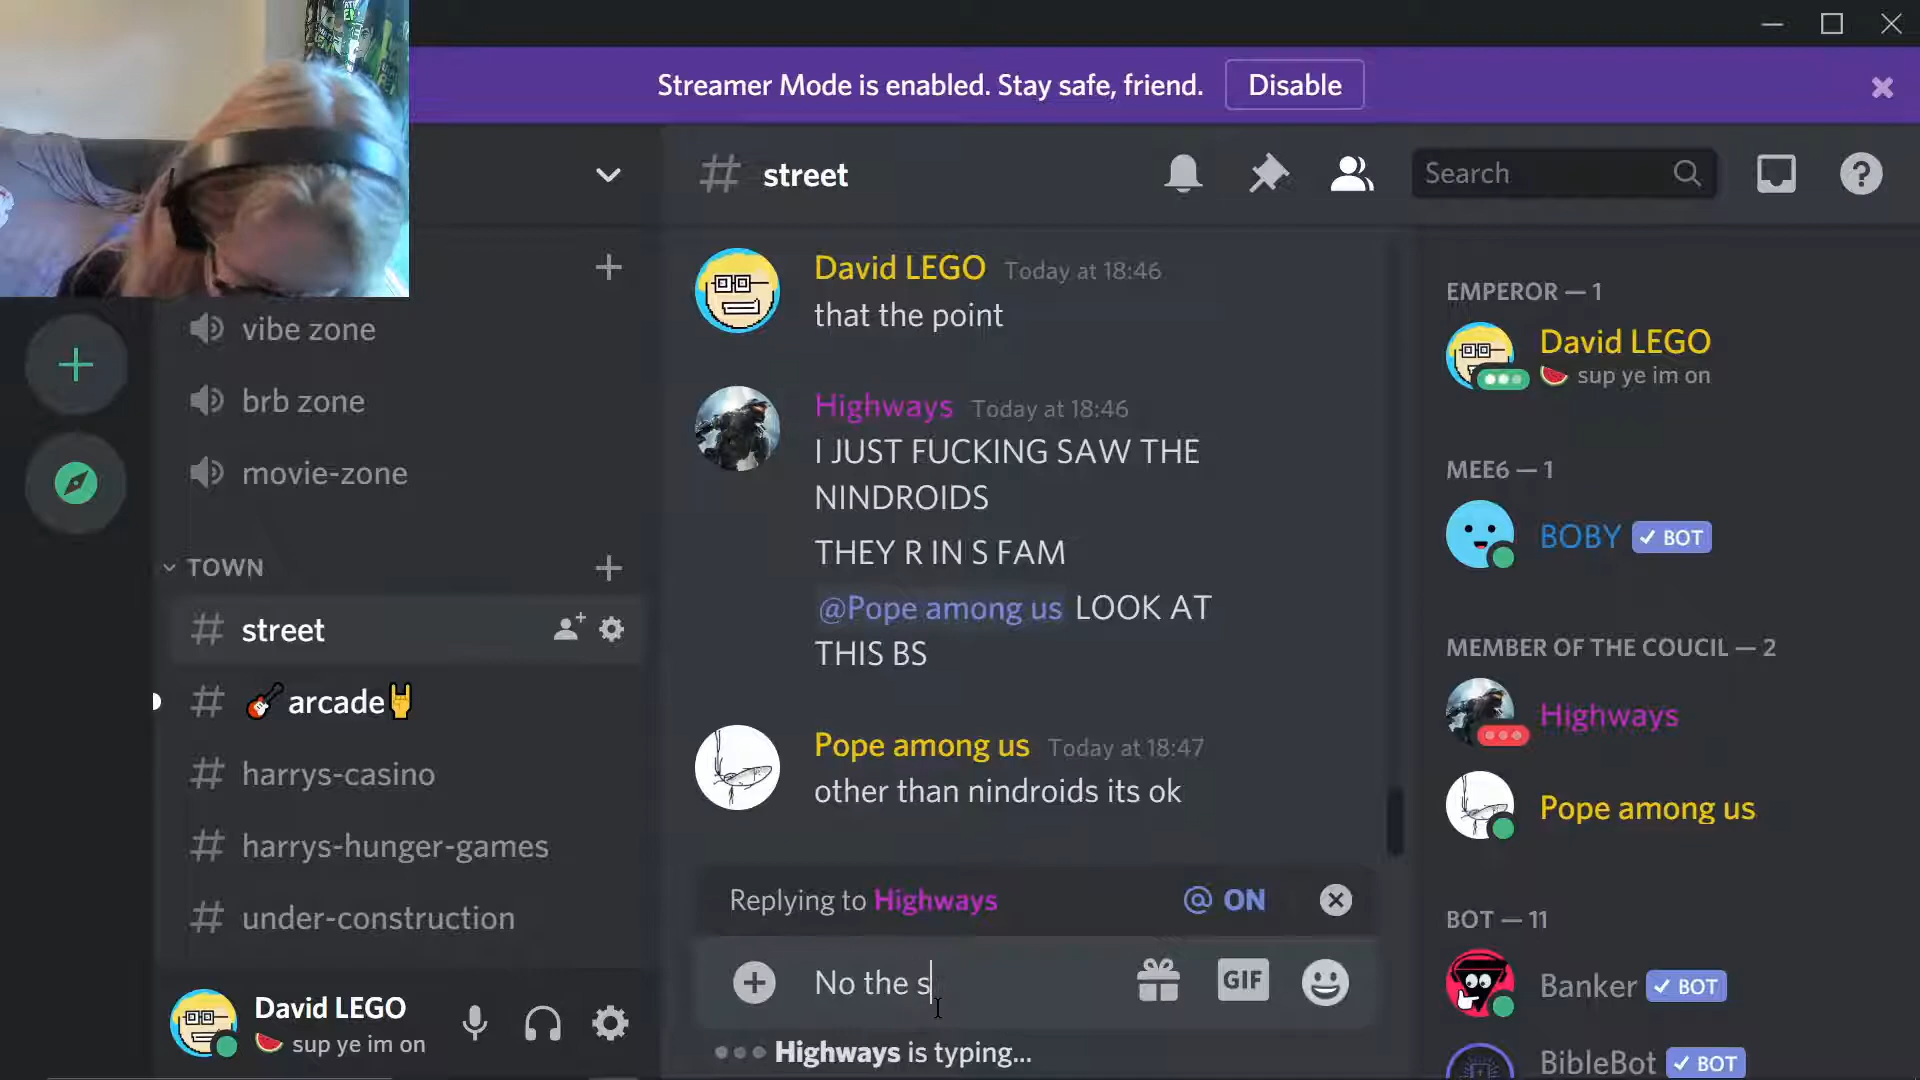 Streamer Mode is enabled. Stay safe, friend.
Disable
street
Search
vibe zone
brb zone
movie-zone
TOWN
street
🎸arcade🤘
harrys-casino
harrys-hunger-games
under-construction
David LEGO
🍉 sup ye im on
David LEGO Today at 18:46
that the point
Highways Today at 18:46
I JUST FUCKING SAW THE
NINDROIDS
THEY R IN S FAM
@Pope among us LOOK AT
THIS BS
Pope among us Today at 18:47
other than nindroids its ok
Replying to Highways
@ ON
No the s
GIF
Highways is typing...
EMPEROR — 1
David LEGO
🍉 sup ye im on
MEE6 — 1
BOBY ✓ BOT
MEMBER OF THE COUCIL — 2
Highways
Pope among us
BOT — 11
Banker ✓ BOT
BibleBot ✓ BOT